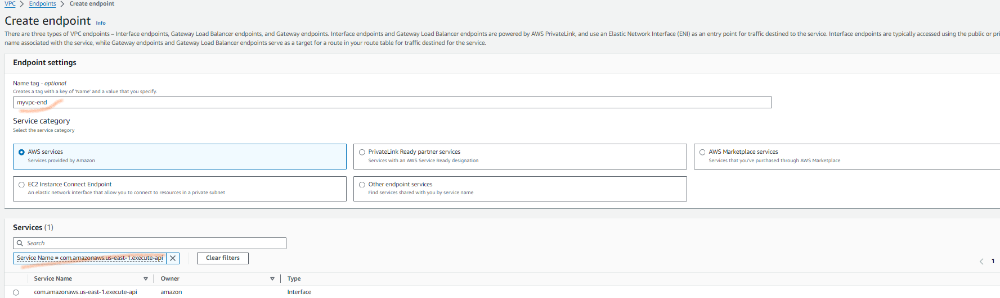 VPC > Endpoints > Create endpoint
Create endpoint Info
There are three types of VPC endpoints – Interface endpoints, Gateway Load Balancer endpoints, and Gateway endpoints. Interface endpoints and Gateway Load Balancer endpoints are powered by AWS PrivateLink, and use an Elastic Network Interface (ENI) as an entry point for traffic destined to the service. Interface endpoints are typically accessed using the public or pri
name associated with the service, while Gateway endpoints and Gateway Load Balancer endpoints serve as a target for a route in your route table for traffic destined for the service.
Endpoint settings
Name tag - optional
Creates a tag with a key of 'Name' and a value that you specify.
myvpc-end
Service category
Select the service category
AWS services
Services provided by Amazon
PrivateLink Ready partner services
Services with an AWS Service Ready designation
AWS Marketplace services
Services that you've purchased through AWS Marketplace
EC2 Instance Connect Endpoint
An elastic network interface that allow you to connect to resources in a private subnet
Other endpoint services
Find services shared with you by service name
Services (1)
Search
Service Name = com.amazonaws.us-east-1.execute-api
Clear filters
1
Service Name Owner Type
com.amazonaws.us-east-1.execute-api amazon Interface